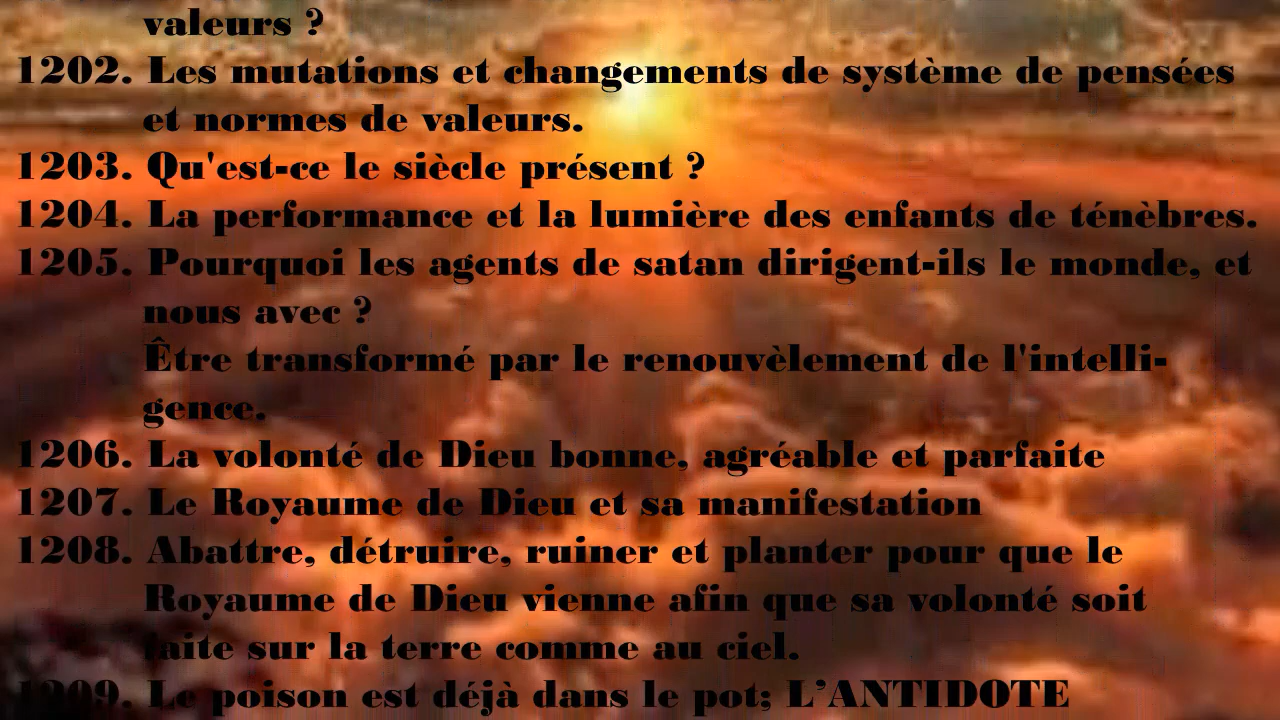 valeurs ?
1202. Les mutations et changements de système de pensées
et normes de valeurs.
1203. Qu'est-ce le siècle présent ?
1204. La performance et la lumière des enfants de ténèbres.
1205. Pourquoi les agents de satan dirigent-ils le monde, et
nous avec ?
Être transformé par le renouvèlement de l'intelli-
gence.
1206. La volonté de Dieu bonne, agréable et parfaite
1207. Le Royaume de Dieu et sa manifestation
1208. Abattre, détruire, ruiner et planter pour que le
Royaume de Dieu vienne afin que sa volonté soit
faite sur la terre comme au ciel.
1209. Le poison est déjà dans le pot; L’ANTIDOTE